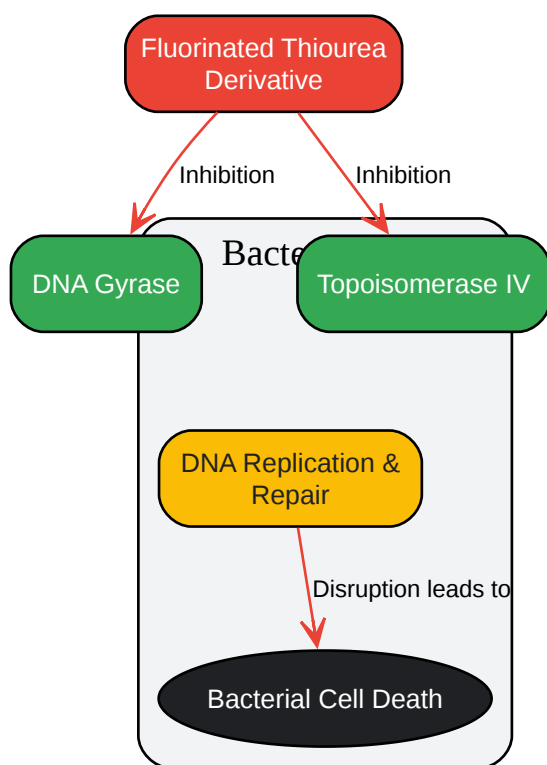 Fluorinated Thiourea
Derivative
Inhibition
Inhibition
DNA Gyrase
Topoisomerase IV
DNA Replication &
Repair
Disruption leads to
Bacterial Cell Death